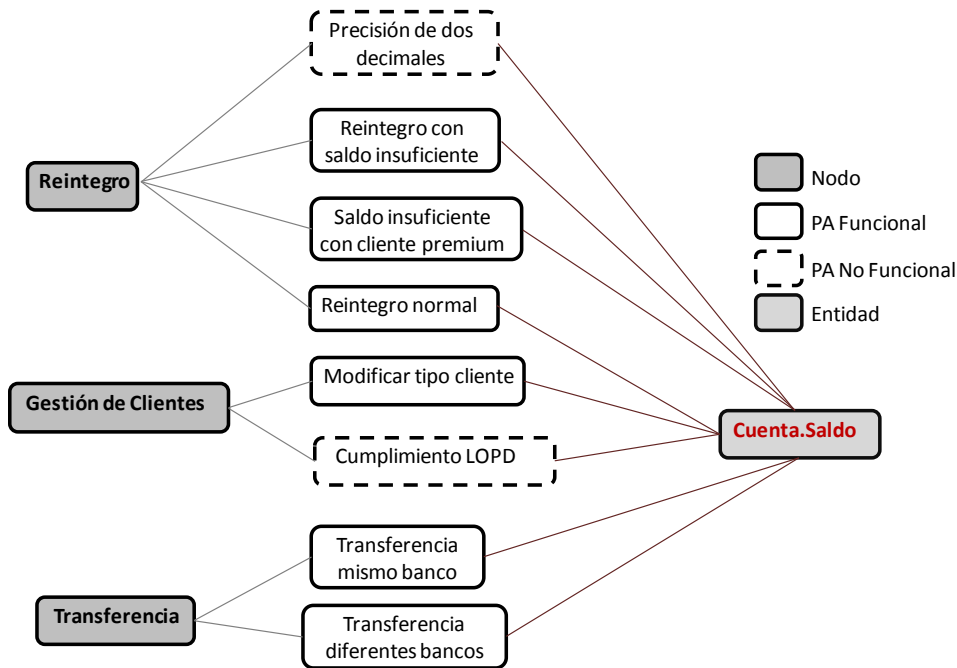 Precisión de dos
decimales
Reintegro con
saldo insuficiente
Reintegro
Saldo insuficiente
con cliente premium
Reintegro normal
Modificar tipo cliente
Gestión de Clientes
Cumplimiento LOPD
Transferencia
mismo banco
Transferencia
Transferencia
diferentes bancos
Cuenta.Saldo
Nodo
PA Funcional
PA No Funcional
Entidad